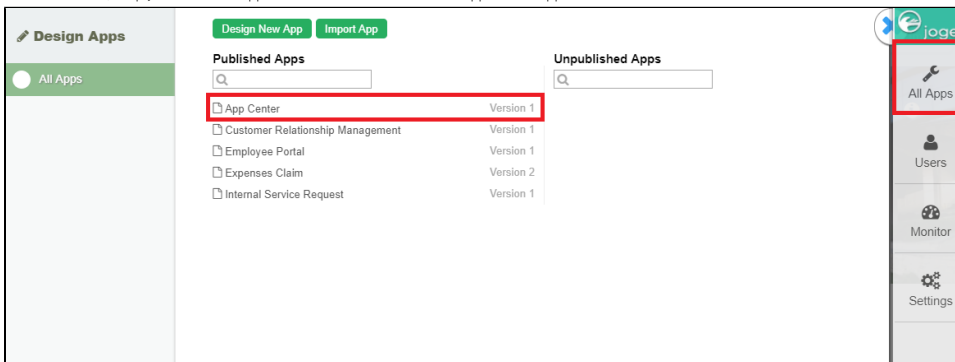 Design Apps
All Apps
Design New App
Import App
Published Apps
App Center Version 1
Customer Relationship Management Version 1
Employee Portal Version 1
Expenses Claim Version 2
Internal Service Request Version 1
Unpublished Apps
joge
All Apps
Users
Monitor
Settings